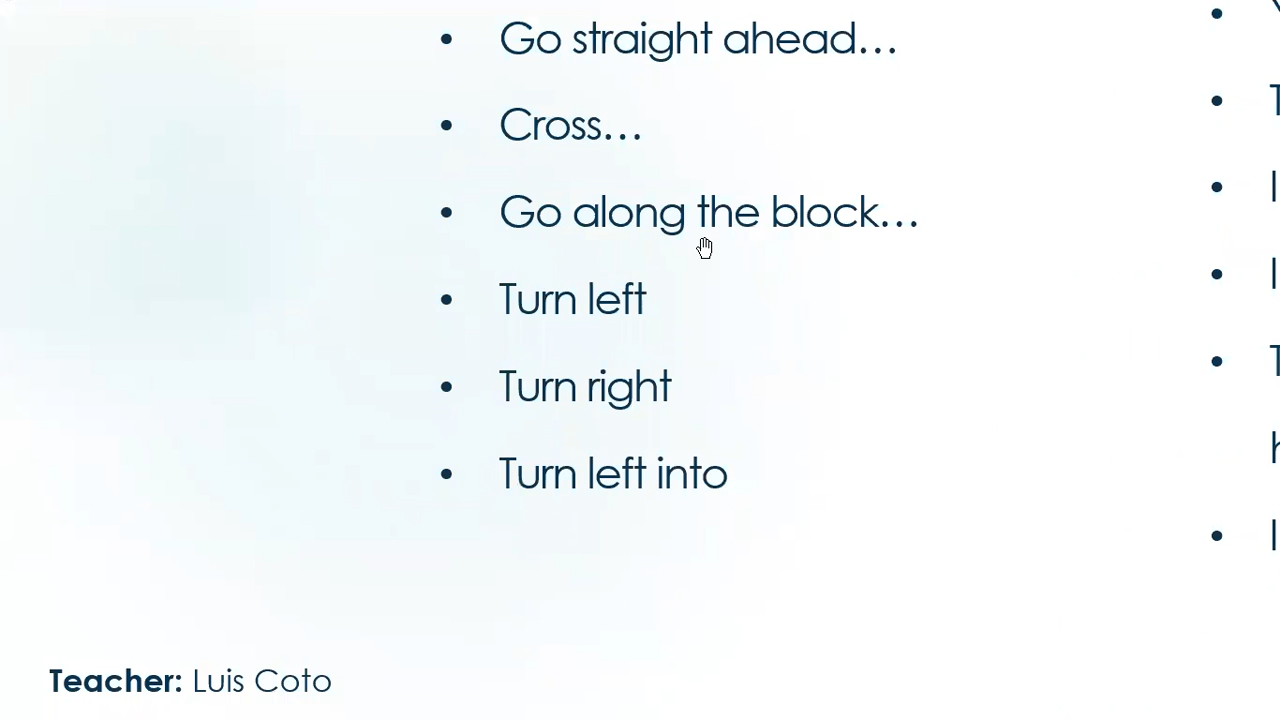 • Go straight ahead…
• Cross…
• Go along the block…
• Turn left
• Turn right
• Turn left into
Teacher: Luis Coto